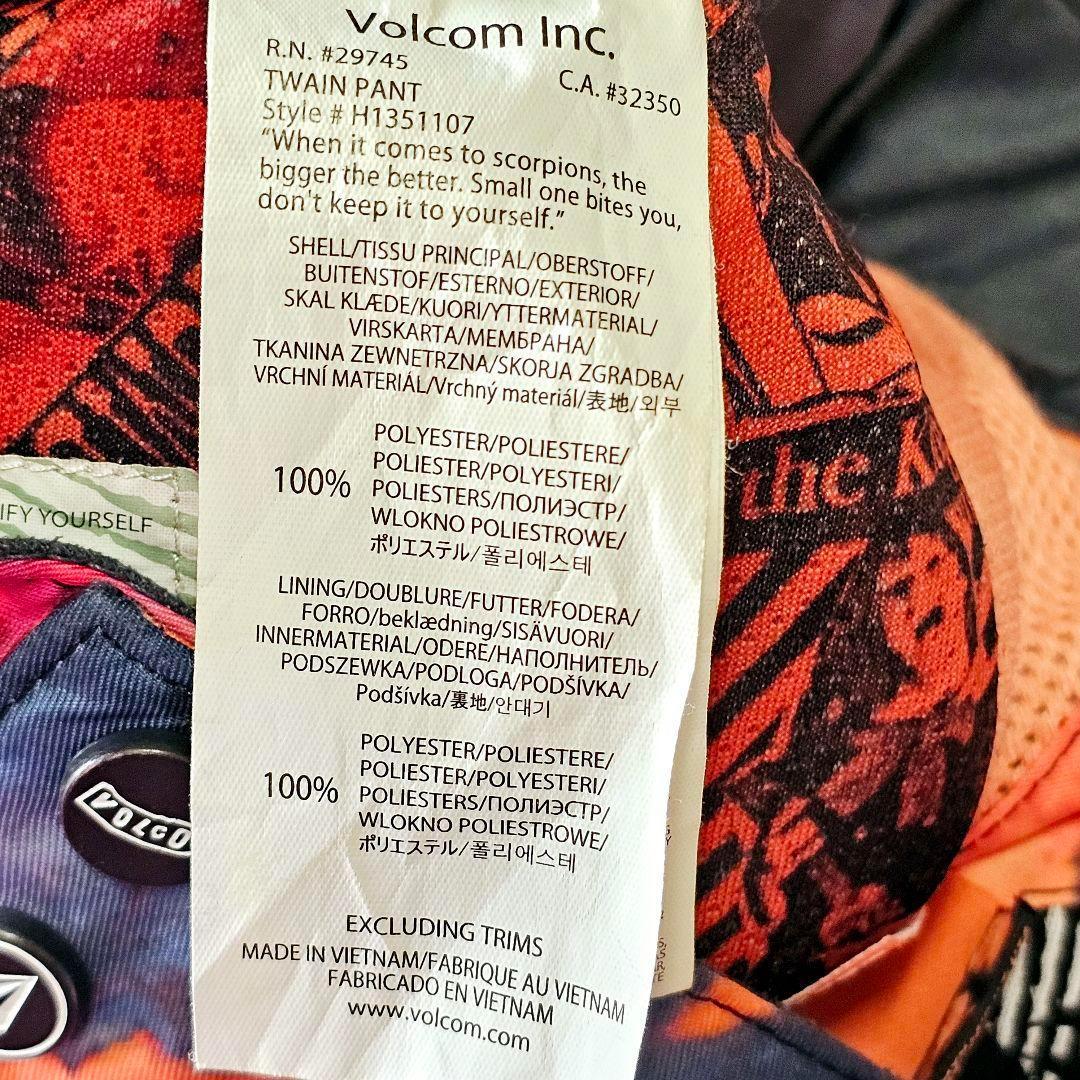 Volcom Inc.
R.N. #29745
C.A. #32350
TWAIN PANT
Style # H1351107
“When it comes to scorpions, the
bigger the better. Small one bites you,
don't keep it to yourself.”
SHELL/TISSU PRINCIPAL/OBERSTOFF/
BUITENSTOF/ESTERNO/EXTERIOR/
SKAL KLÆDE/KUORI/YTTERMATERIAL/
VIRSKARTA/МЕМБРАНА/
TKANINA ZEWNETRZNA/SKORJA ZGRADBA/
VRCHNÍ MATERIÁL/Vrchný materiál/表地/외부
100%
POLYESTER/POLIESTERE/
POLIESTER/POLYESTERI/
POLIESTERS/ПОЛИЭСТР/
WLOKNO POLIESTROWE/
ポリエステル/폴리에스테
LINING/DOUBLURE/FUTTER/FODERA/
FORRO/beklædning/SISÄVUORI/
INNERMATERIAL/ODERE/НАПОЛНИТЕЛЬ/
PODSZEWKA/PODLOGA/PODŠÍVKA/
Podšívka/裏地/안대기
100%
POLYESTER/POLIESTERE/
POLIESTER/POLYESTERI/
POLIESTERS/ПОЛИЭСТР/
WLOKNO POLIESTROWE/
ポリエステル/폴리에스테
EXCLUDING TRIMS
MADE IN VIETNAM/FABRIQUE AU VIETNAM
FABRICADO EN VIETNAM
www.volcom.com
IFY YOURSELF
VOLCO
the